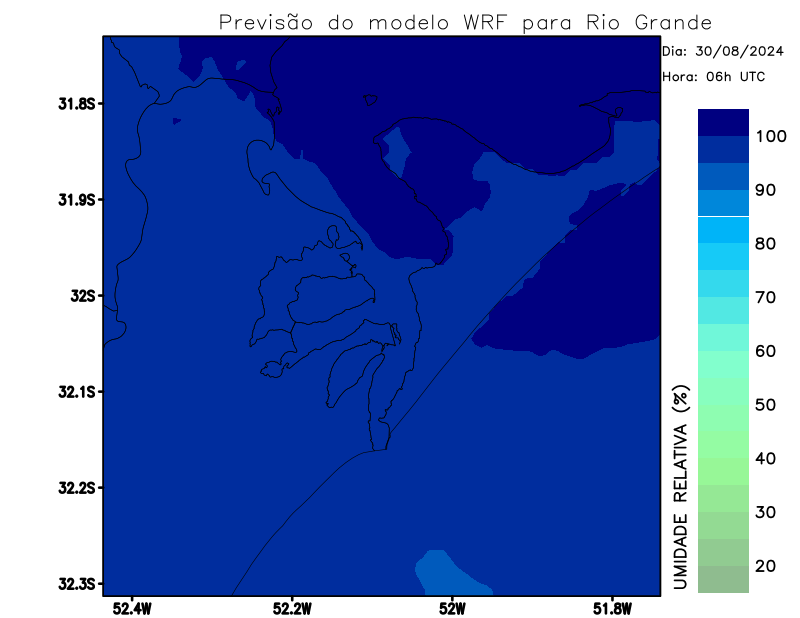 Previsão do modelo WRF para Rio Grande
Dia: 30/08/2024
Hora: 06h UTC
31.8S
31.9S
32S
32.1S
32.2S
32.3S
52.4W
52.2W
52W
51.8W
UMIDADE RELATIVA (%)
100
90
80
70
60
50
40
30
20